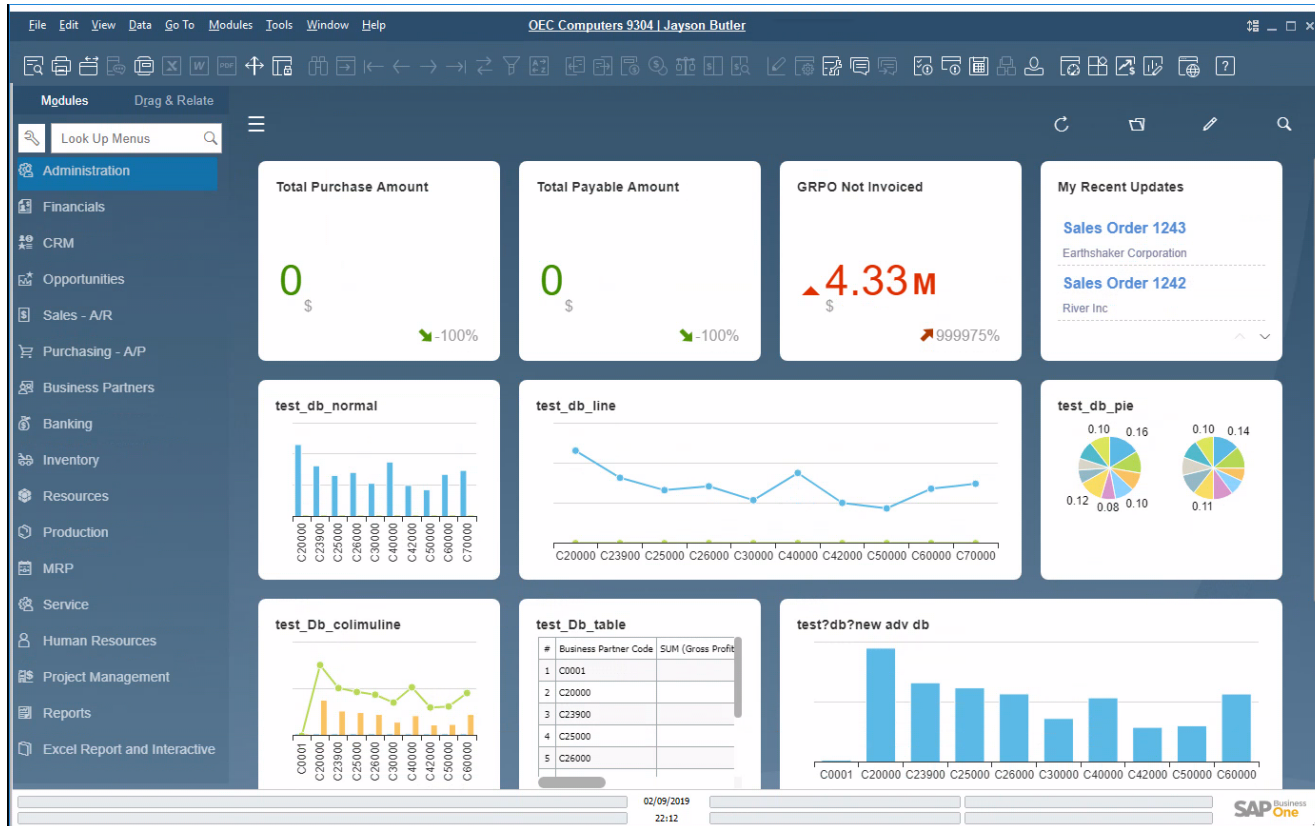 File Edit View Data Go To Modules Tools Window Help
OEC Computers 9304 | Jayson Butler
Modules Drag & Relate
Look Up Menus
Administration
Financials
CRM
Opportunities
Sales - A/R
Purchasing - A/P
Business Partners
Banking
Inventory
Resources
Production
MRP
Service
Human Resources
Project Management
Reports
Excel Report and Interactive
Total Purchase Amount
0
$
-100%
Total Payable Amount
0
$
-100%
GRPO Not Invoiced
4.33 M
$
999975%
My Recent Updates
Sales Order 1243
Earthshaker Corporation
Sales Order 1242
River Inc
test_db_normal
C20000 C23900 C25000 C26000 C30000 C40000 C42000 C50000 C60000 C70000
test_db_line
C20000 C23900 C25000 C26000 C30000 C40000 C42000 C50000 C60000 C70000
test_db_pie
0.10 0.16 0.10 0.14
0.12 0.08 0.10 0.11
test_Db_colimuline
C0001 C20000 C23900 C25000 C26000 C30000 C40000 C42000 C50000 C60000
test_Db_table
# Business Partner Code SUM (Gross Profit
1 C0001
2 C20000
3 C23900
4 C25000
5 C26000
test?db?new adv db
C0001 C20000 C23900 C25000 C26000 C30000 C40000 C42000 C50000 C60000
02/09/2019
22:12
SAP Business One